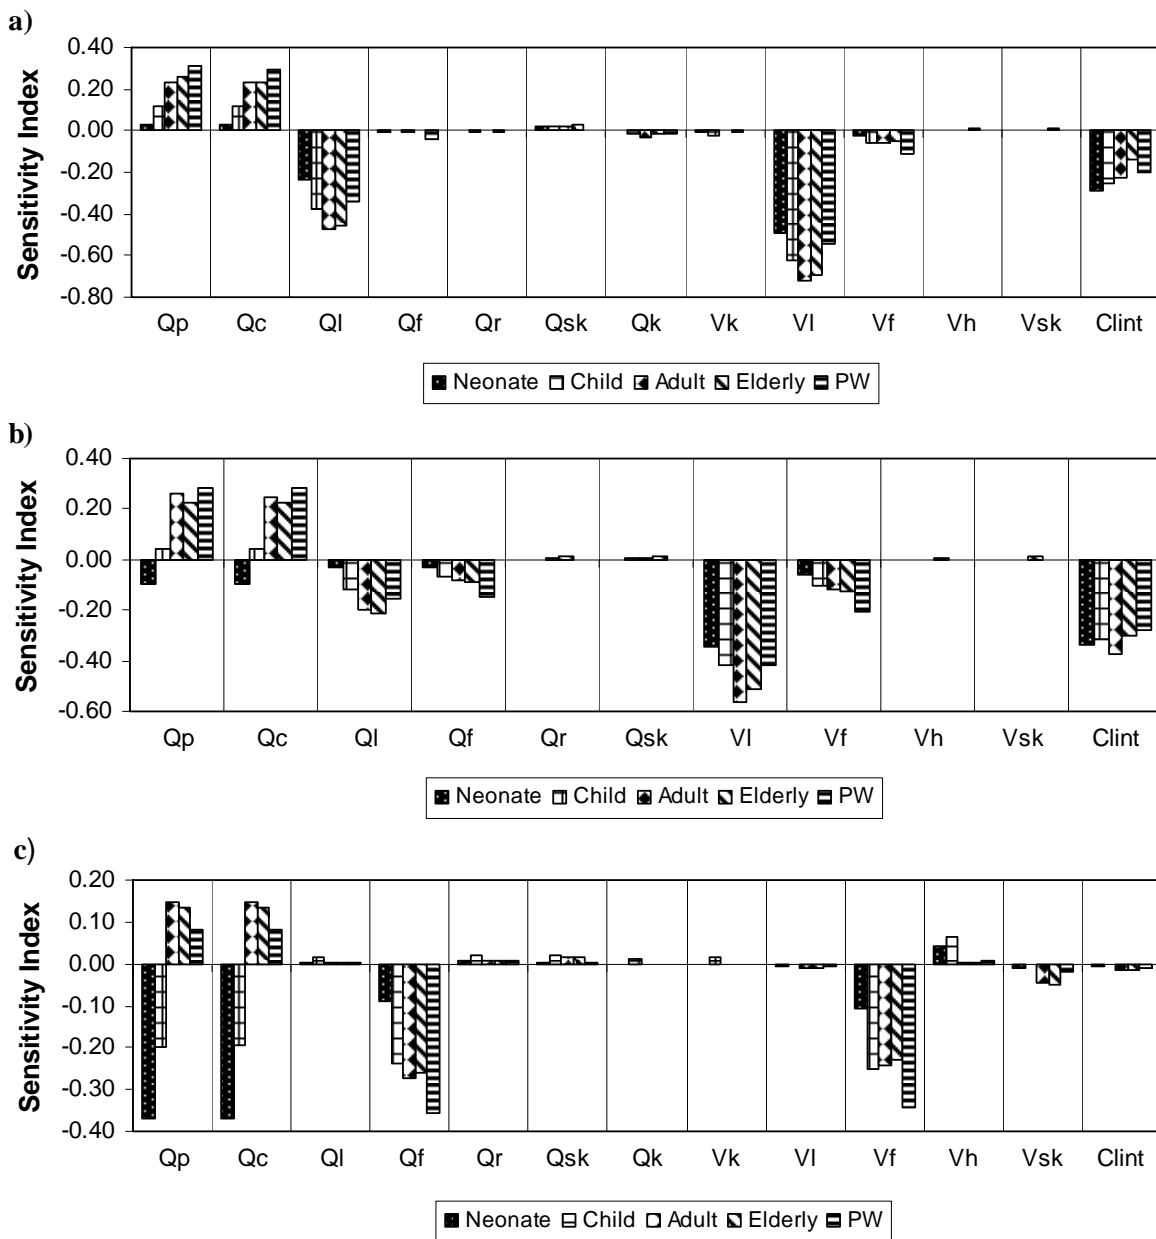 a)
0.40
0.20
0.00
-0.20
-0.40
-0.60
-0.80
Sensitivity Index
Qp Qc Ql Qf Qr Qsk Qk Vk Vl Vf Vh Vsk Clint
Neonate Child Adult Elderly PW
b)
0.40
0.20
0.00
-0.20
-0.40
-0.60
Sensitivity Index
Qp Qc Ql Qf Qr Qsk Vl Vf Vh Vsk Clint
Neonate Child Adult Elderly PW
c)
0.20
0.10
0.00
-0.10
-0.20
-0.30
-0.40
Sensitivity Index
Qp Qc Ql Qf Qr Qsk Qk Vk Vl Vf Vh Vsk Clint
Neonate Child Adult Elderly PW